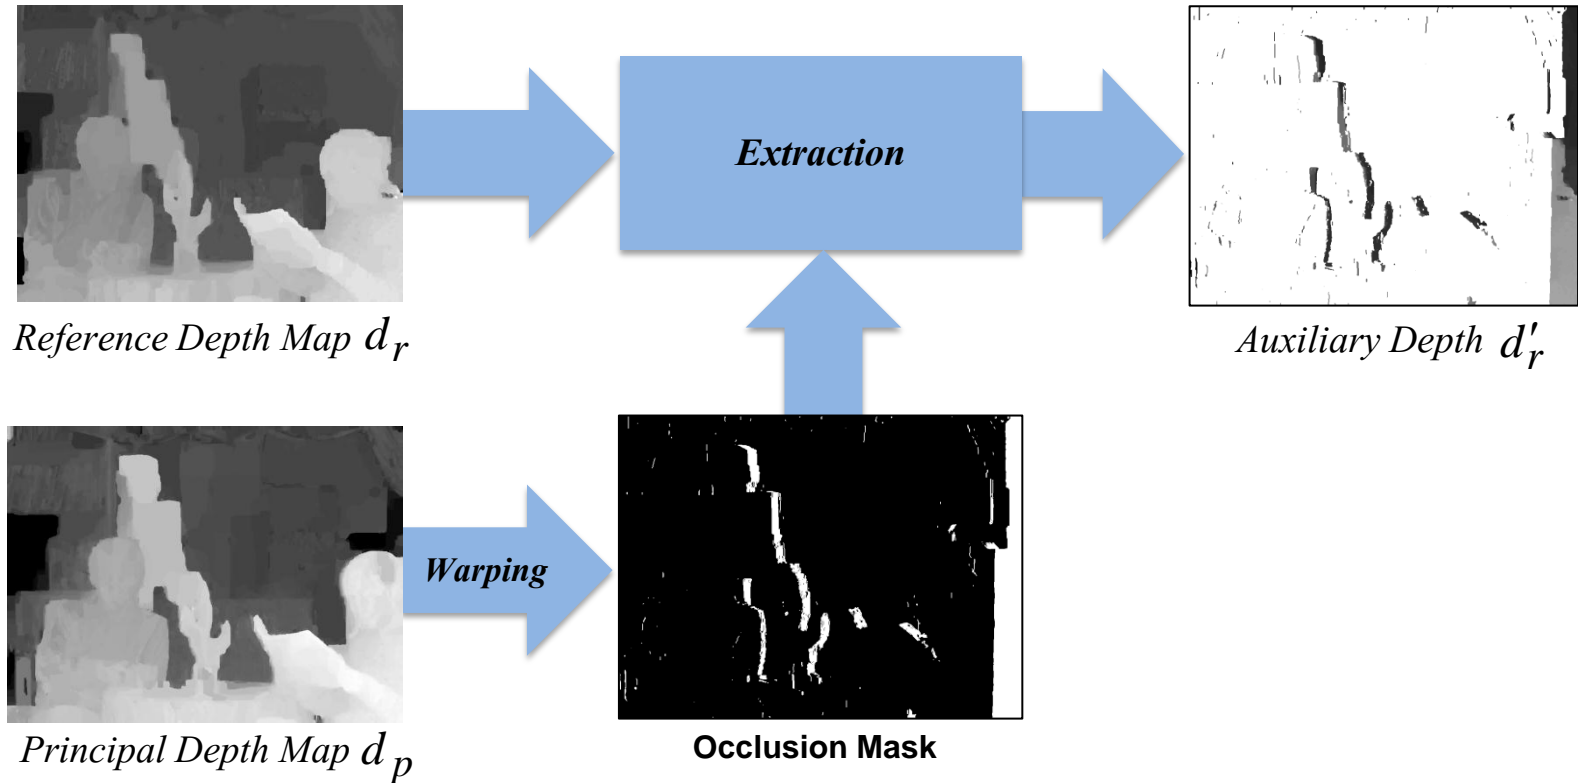 Extraction
Reference Depth Map d_r
Auxiliary Depth d'_r
Warping
Principal Depth Map d_p
Occlusion Mask